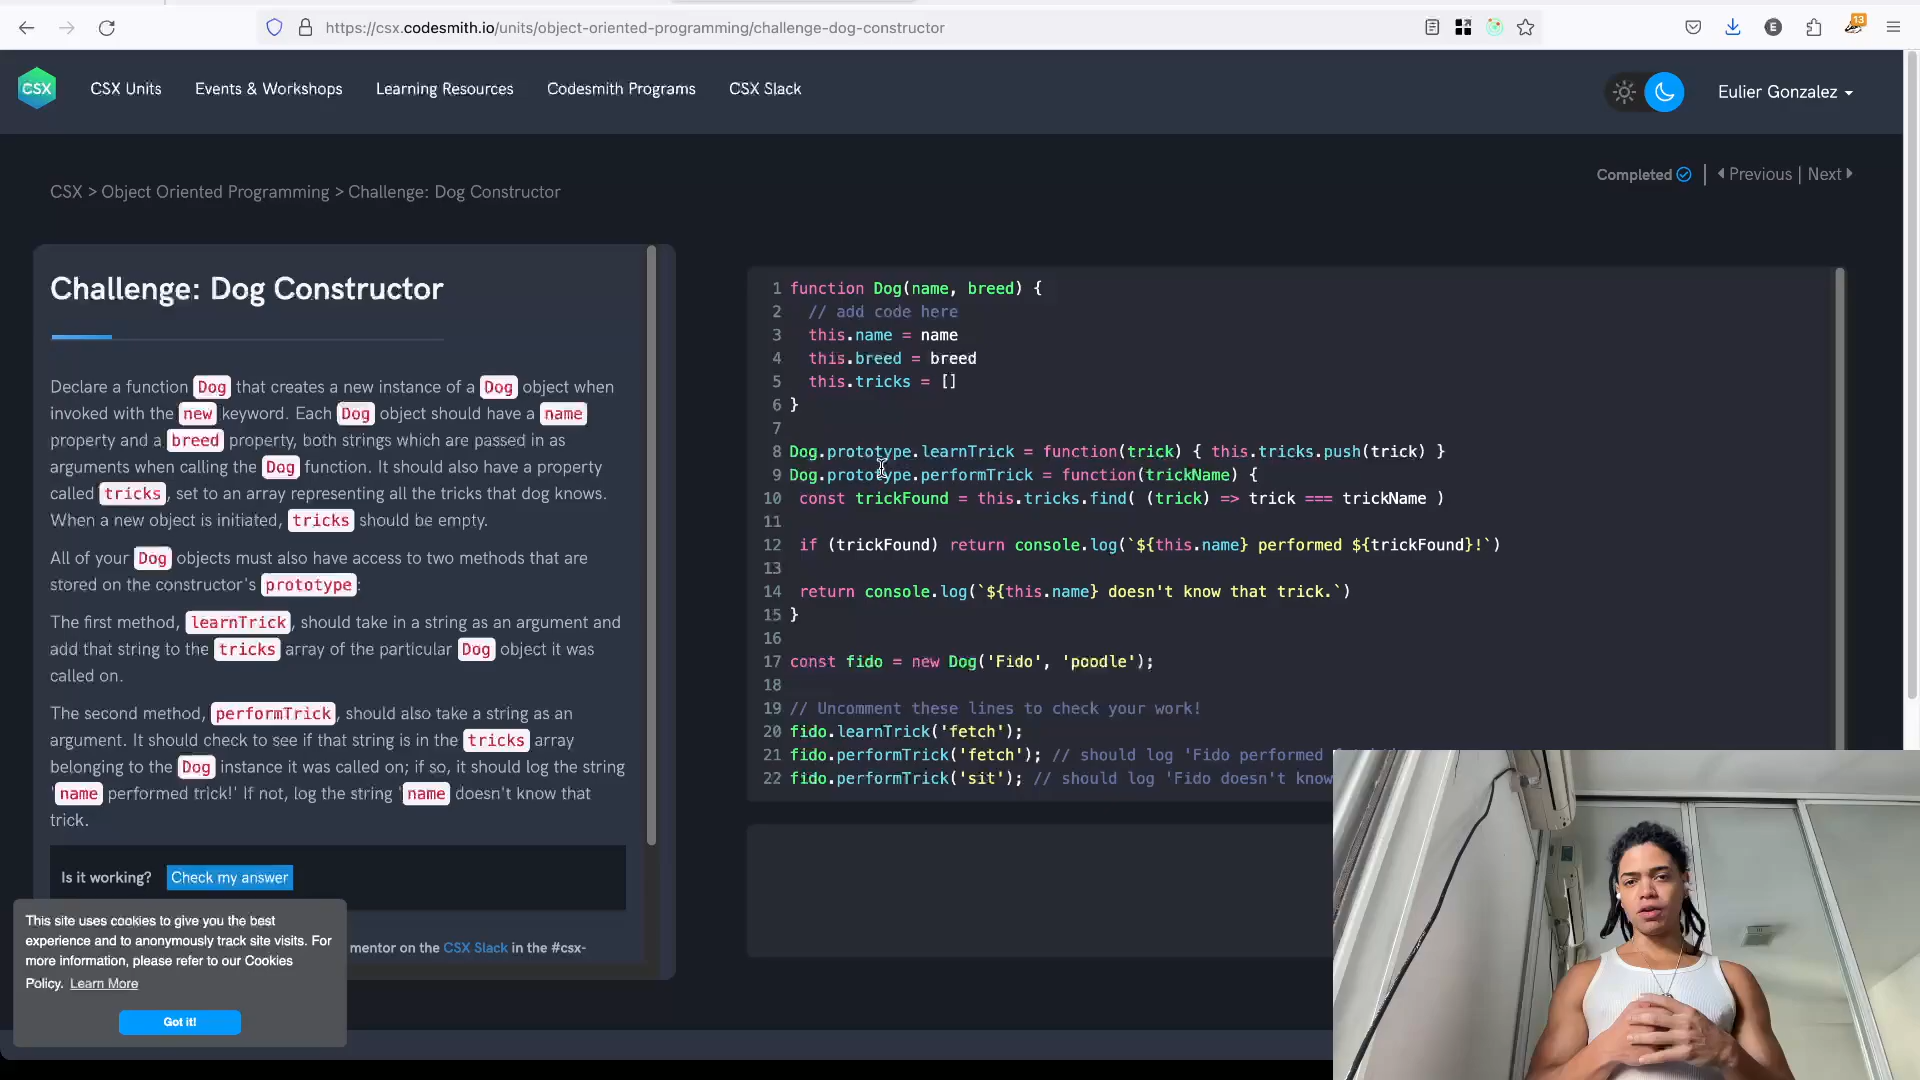 https://csx.codesmith.io/units/object-oriented-programming/challenge-dog-constructor
E
13
CSX
CSX Units
Events & Workshops
Learning Resources
Codesmith Programs
CSX Slack
Eulier Gonzalez
CSX > Object Oriented Programming > Challenge: Dog Constructor
Completed
Previous | Next
Challenge: Dog Constructor
Declare a function Dog that creates a new instance of a Dog object when
invoked with the new keyword. Each Dog object should have a name
property and a breed property, both strings which are passed in as
arguments when calling the Dog function. It should also have a property
called tricks, set to an array representing all the tricks that dog knows.
When a new object is initiated, tricks should be empty.
All of your Dog objects must also have access to two methods that are
stored on the constructor's prototype:
The first method, learnTrick, should take in a string as an argument and
add that string to the tricks array of the particular Dog object it was
called on.
The second method, performTrick, should also take a string as an
argument. It should check to see if that string is in the tricks array
belonging to the Dog instance it was called on; if so, it should log the string
'name performed trick!' If not, log the string 'name doesn't know that
trick.
Is it working? Check my answer
mentor on the CSX Slack in the #csx-
This site uses cookies to give you the best
experience and to anonymously track site visits. For
more information, please refer to our Cookies
Policy. Learn More
Got it!
1 function Dog(name, breed) {
2 // add code here
3 this.name = name
4 this.breed = breed
5 this.tricks = []
6 }
7
8 Dog.prototype.learnTrick = function(trick) { this.tricks.push(trick) }
9 Dog.prototype.performTrick = function(trickName) {
10 const trickFound = this.tricks.find( (trick) => trick === trickName )
11
12 if (trickFound) return console.log(`${this.name} performed ${trickFound}!`)
13
14 return console.log(`${this.name} doesn't know that trick.`)
15 }
16
17 const fido = new Dog('Fido', 'poodle');
18
19 // Uncomment these lines to check your work!
20 fido.learnTrick('fetch');
21 fido.performTrick('fetch'); // should log 'Fido performed
22 fido.performTrick('sit'); // should log 'Fido doesn't know